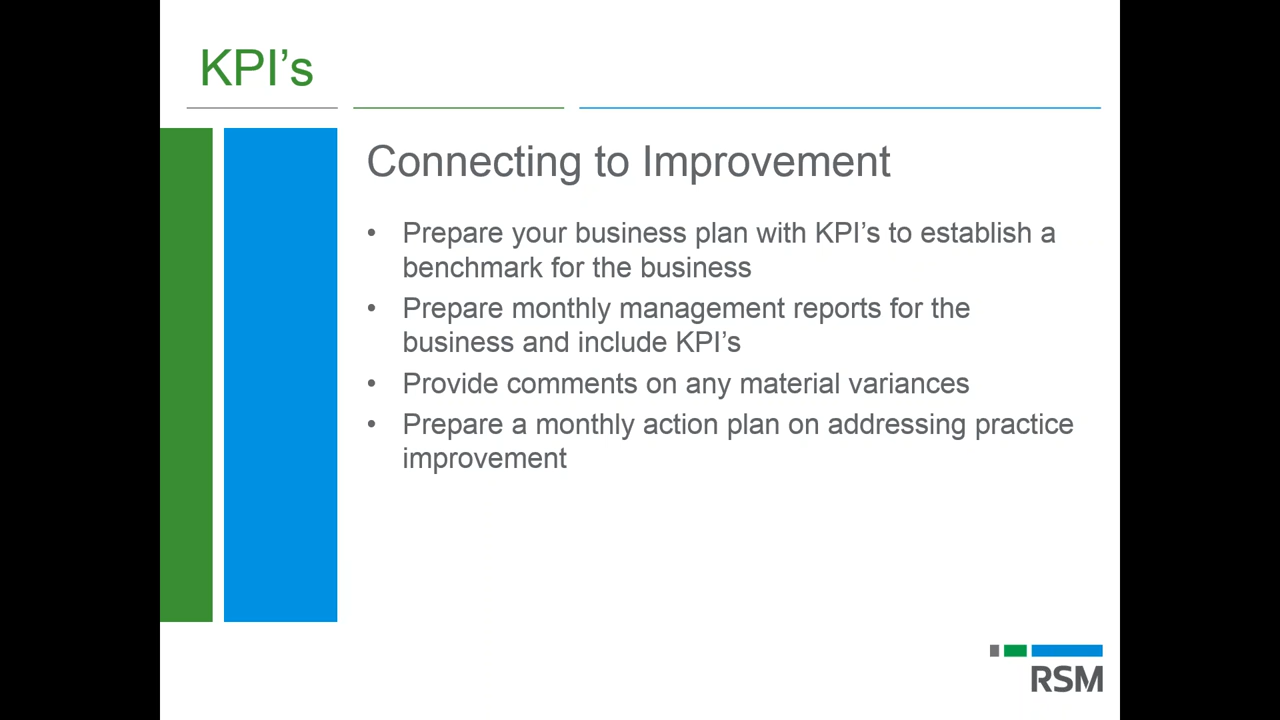 KPI’s
Connecting to Improvement
• Prepare your business plan with KPI’s to establish a
benchmark for the business
• Prepare monthly management reports for the
business and include KPI’s
• Provide comments on any material variances
• Prepare a monthly action plan on addressing practice
improvement
RSM